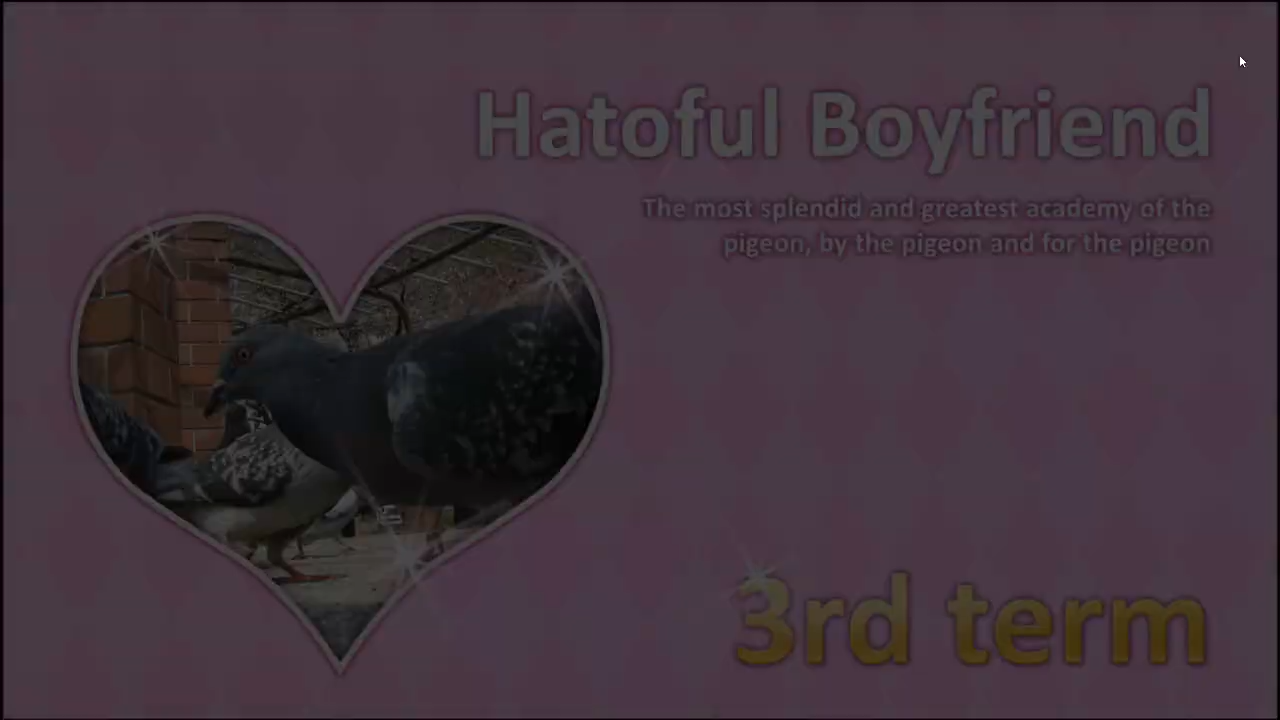 Hatoful Boyfriend
The most splendid and greatest academy of the
pigeon, by the pigeon and for the pigeon
3rd term